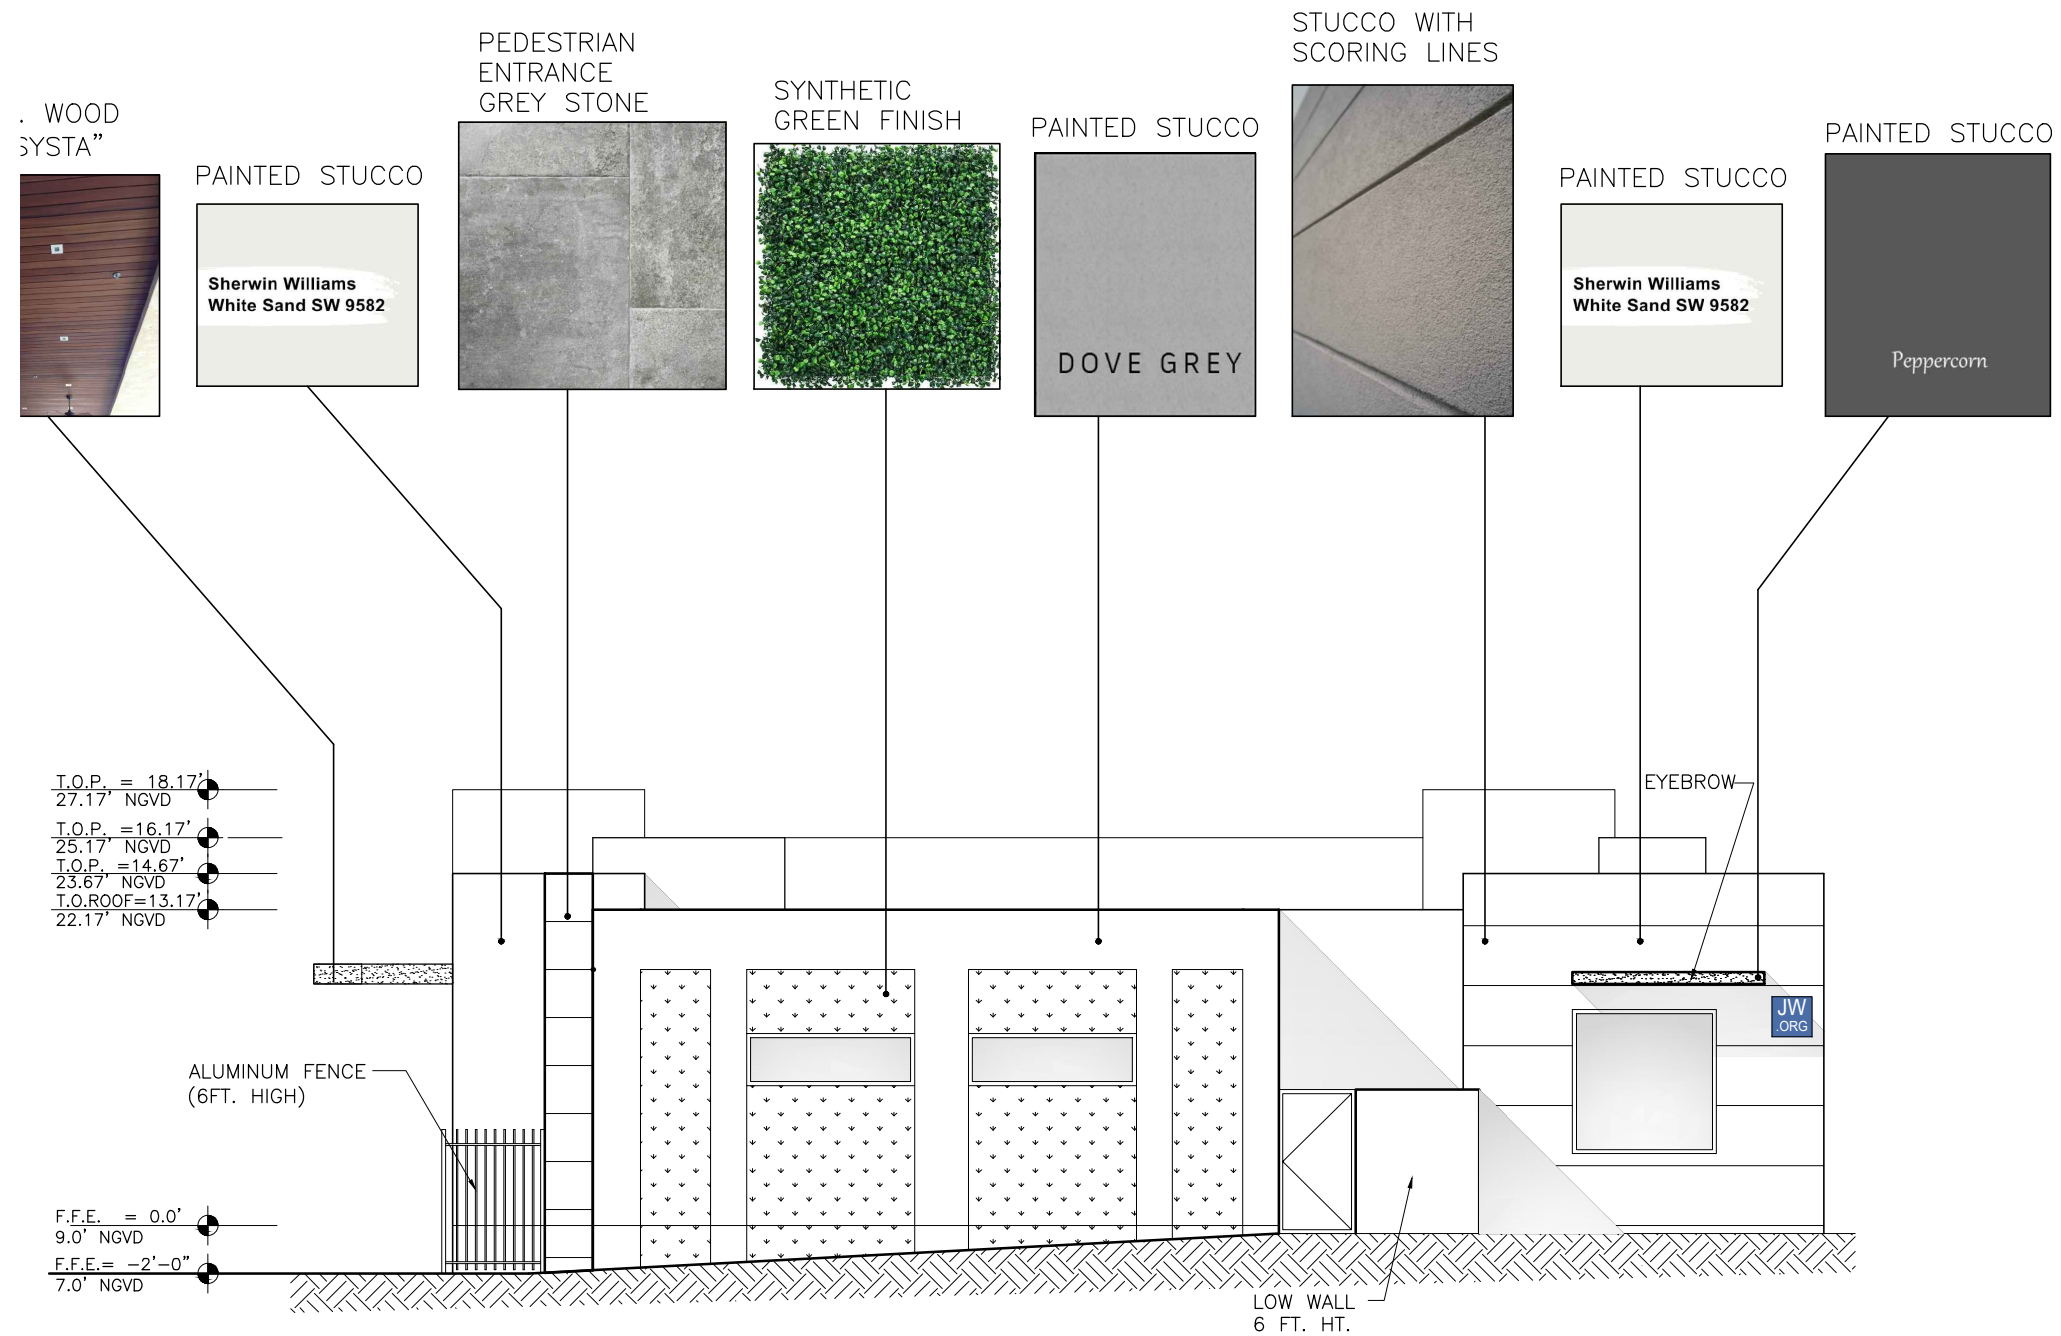 . WOOD
SYSTA"
PAINTED STUCCO
Sherwin Williams
White Sand SW 9582
PEDESTRIAN
ENTRANCE
GREY STONE
SYNTHETIC
GREEN FINISH
PAINTED STUCCO
DOVE GREY
STUCCO WITH
SCORING LINES
PAINTED STUCCO
Sherwin Williams
White Sand SW 9582
PAINTED STUCCO
Peppercorn
T.O.P. = 18.17'
27.17' NGVD
T.O.P. =16.17'
25.17' NGVD
T.O.P. =14.67'
23.67' NGVD
T.O.ROOF=13.17'
22.17' NGVD
EYEBROW
JW
.ORG
ALUMINUM FENCE
(6FT. HIGH)
F.F.E. = 0.0'
9.0' NGVD
F.F.E.= -2'-0"
7.0' NGVD
LOW WALL
6 FT. HT.